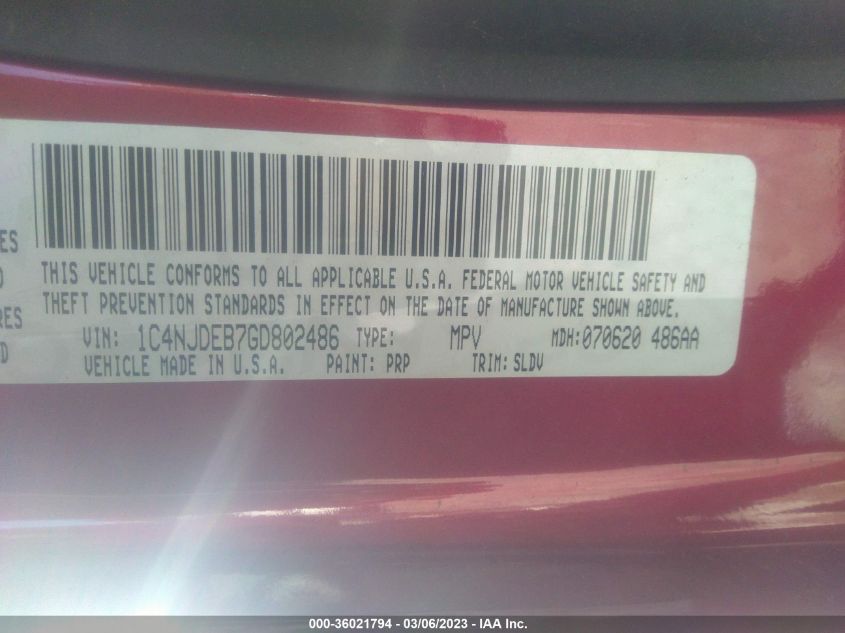 ES
THIS VEHICLE CONFORMS TO ALL APPLICABLE U.S.A. FEDERAL MOTOR VEHICLE SAFETY AND
D
THEFT PREVENTION STANDARDS IN EFFECT ON THE DATE OF MANUFACTURE SHOWN ABOVE.
RES
VIN: 1C4NJDEB7GD802486 TYPE: MPV MDH:070620 486AA
D
VEHICLE MADE IN U.S.A. PAINT: PRP TRIM: SLDV
000-36021794 - 03/06/2023 - IAA Inc.